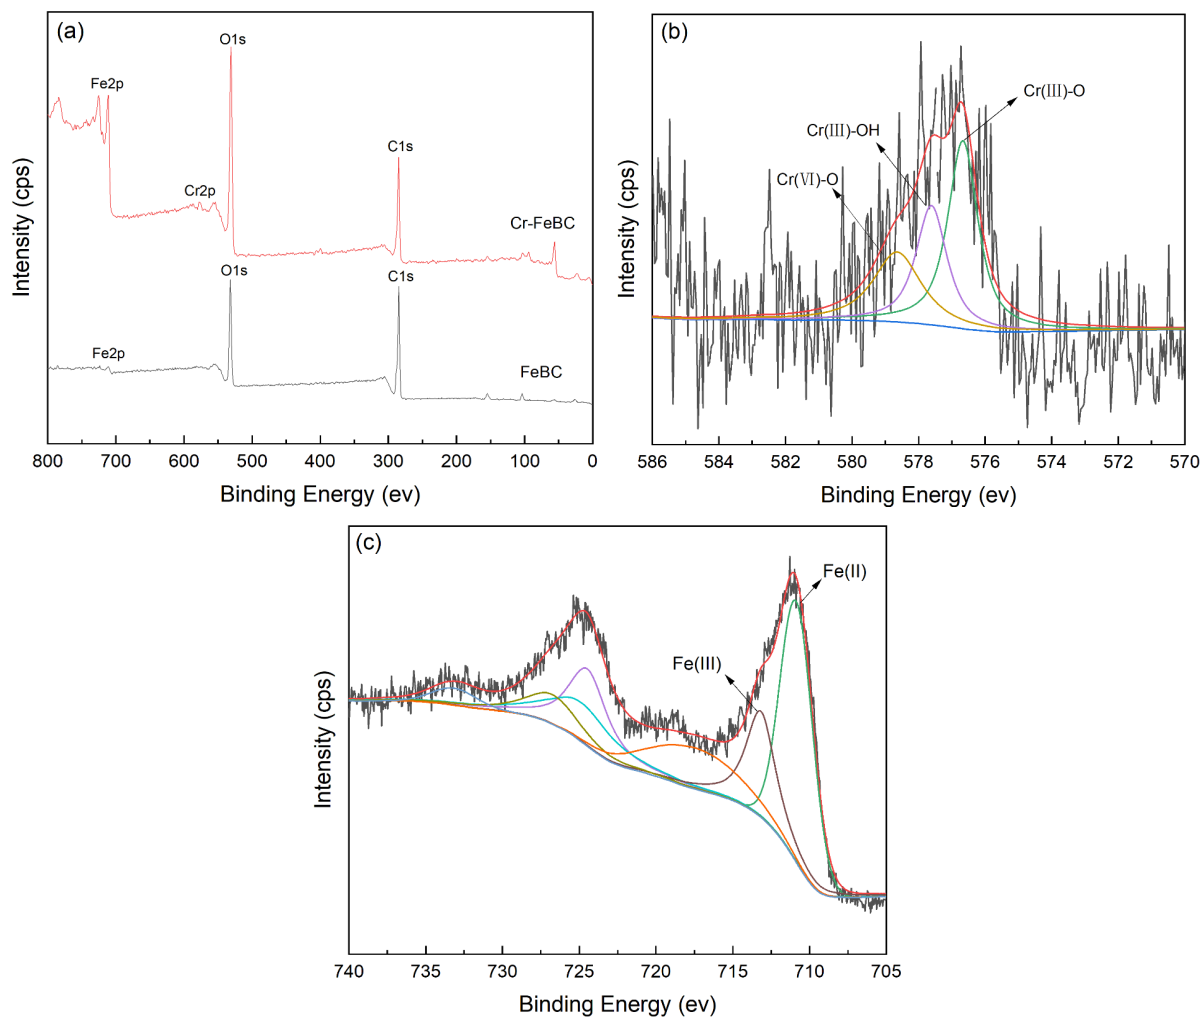 (a)
O1s
Fe2p
C1s
Cr2p
Cr-FeBC
O1s
C1s
Fe2p
FeBC
Intensity (cps)
800 700 600 500 400 300 200 100 0
Binding Energy (ev)
(b)
Cr(Ⅲ)-O
Cr(Ⅲ)-OH
Cr(Ⅵ)-O
Intensity (cps)
586 584 582 580 578 576 574 572 570
Binding Energy (ev)
(c)
Fe(II)
Fe(III)
Intensity (cps)
740 735 730 725 720 715 710 705
Binding Energy (ev)